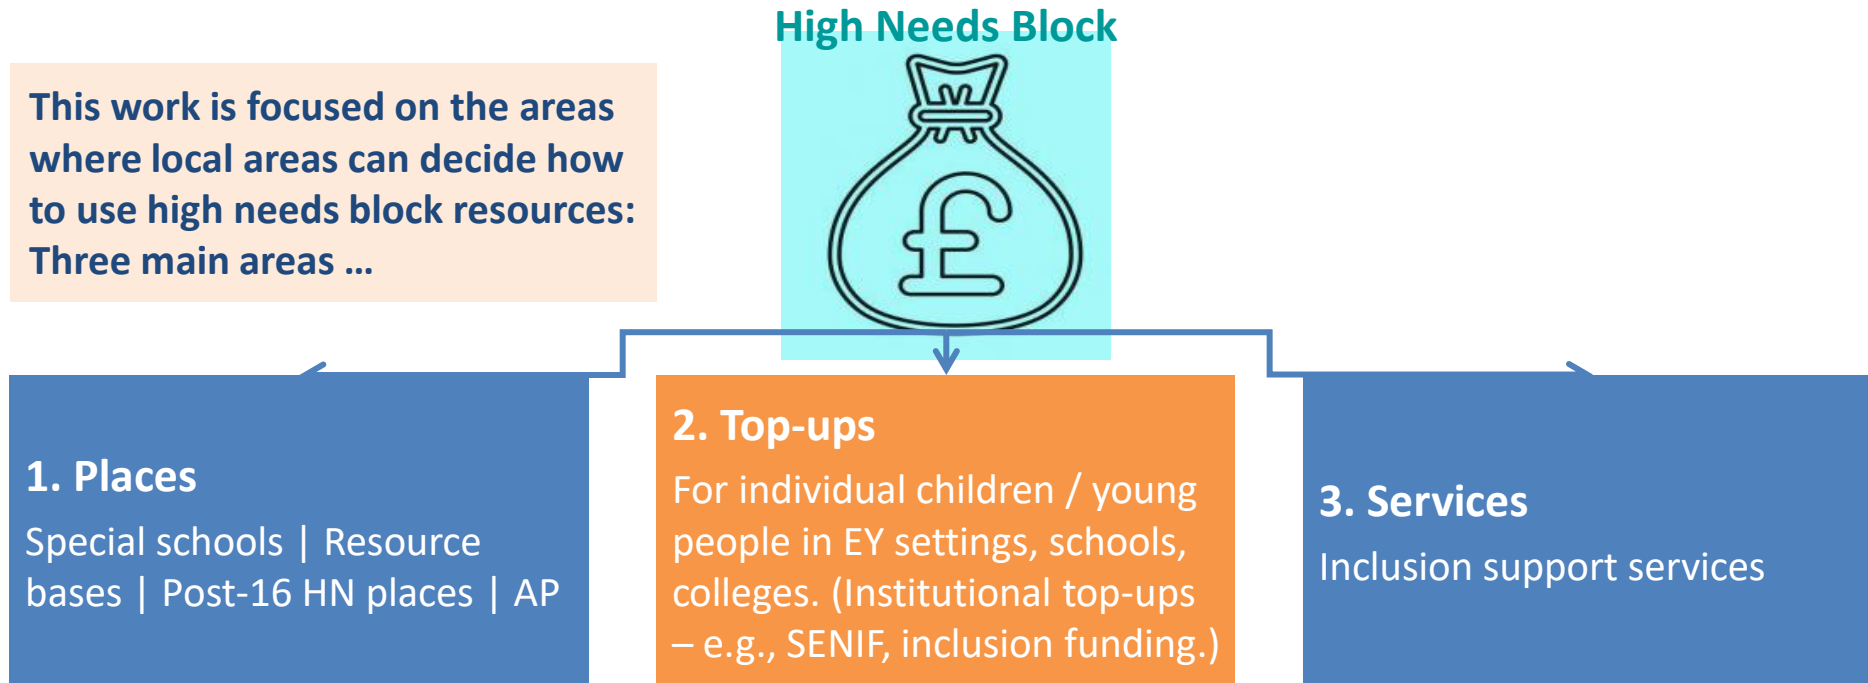 High Needs Block
This work is focused on the areas
where local areas can decide how
to use high needs block resources:
Three main areas …
£
1. Places
Special schools | Resource
bases | Post-16 HN places | AP
2. Top-ups
For individual children / young
people in EY settings, schools,
colleges. (Institutional top-ups
– e.g., SENIF, inclusion funding.)
3. Services
Inclusion support services